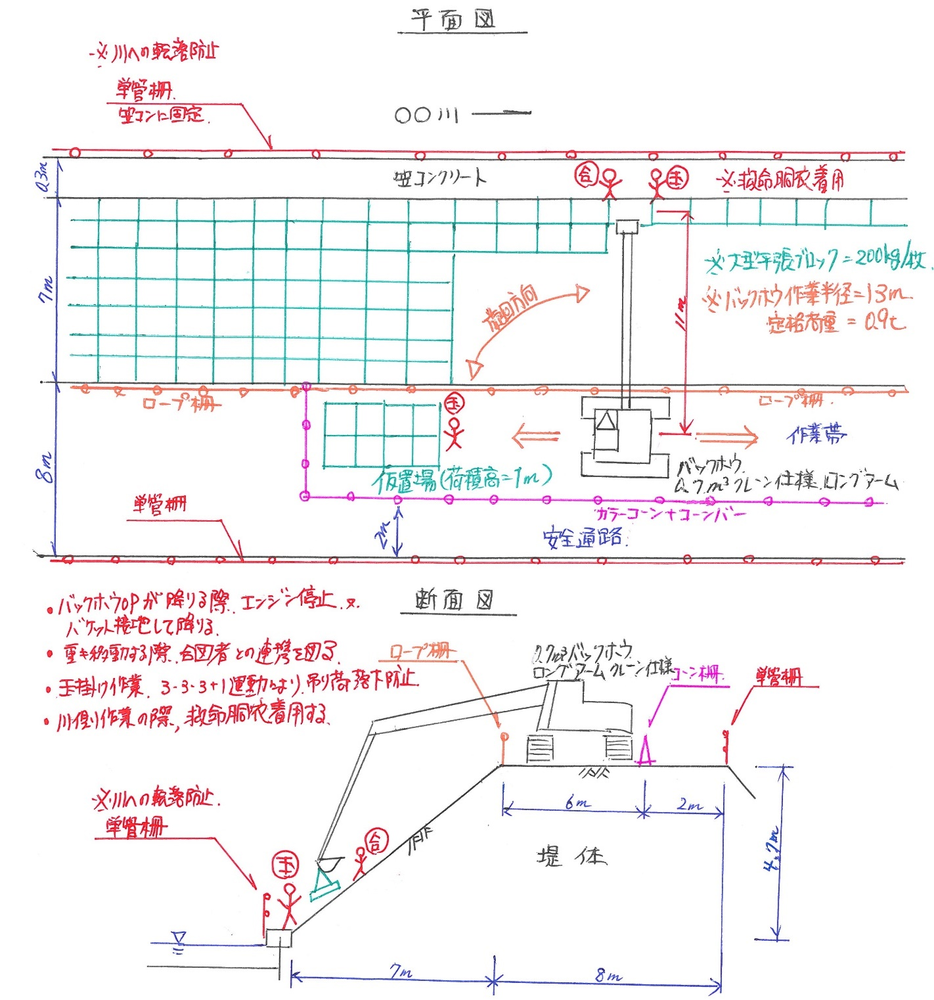 平面図
※川への転落防止
単管柵
笠コンに固定.
〇〇川
0.3m
笠コンクリート
合
玉
※救命胴衣着用
7m
11m
※大型平張ブロック=200kg/枚.
※バックホウ作業半径=13m.
定格荷重 = 0.9t
旋回方向
ロープ柵
玉
ロープ柵.
作業帯
8m
仮置場(荷積高=1m)
バックホウ.
0.7m³クレーン仕様.ロングアーム
単管柵
カラーコーン+コーンバー
2m
安全通路.
断面図
・バックホウOPが降りる際.エンジン停止.又.
バケット接地して降りる.
・重キ移動する際.合図者との連携を図る.
・玉掛け作業、3・3・3+1運動により.吊り荷落下防止.
・川側作業の際,救命胴衣着用する.
ロープ柵
0.7m³バックホウ
ロングアームクレーン仕様
コーン柵.
単管柵
※川への転落防止.
単管柵
玉
合
6m
2m
堤体
4.7m
7m
8m